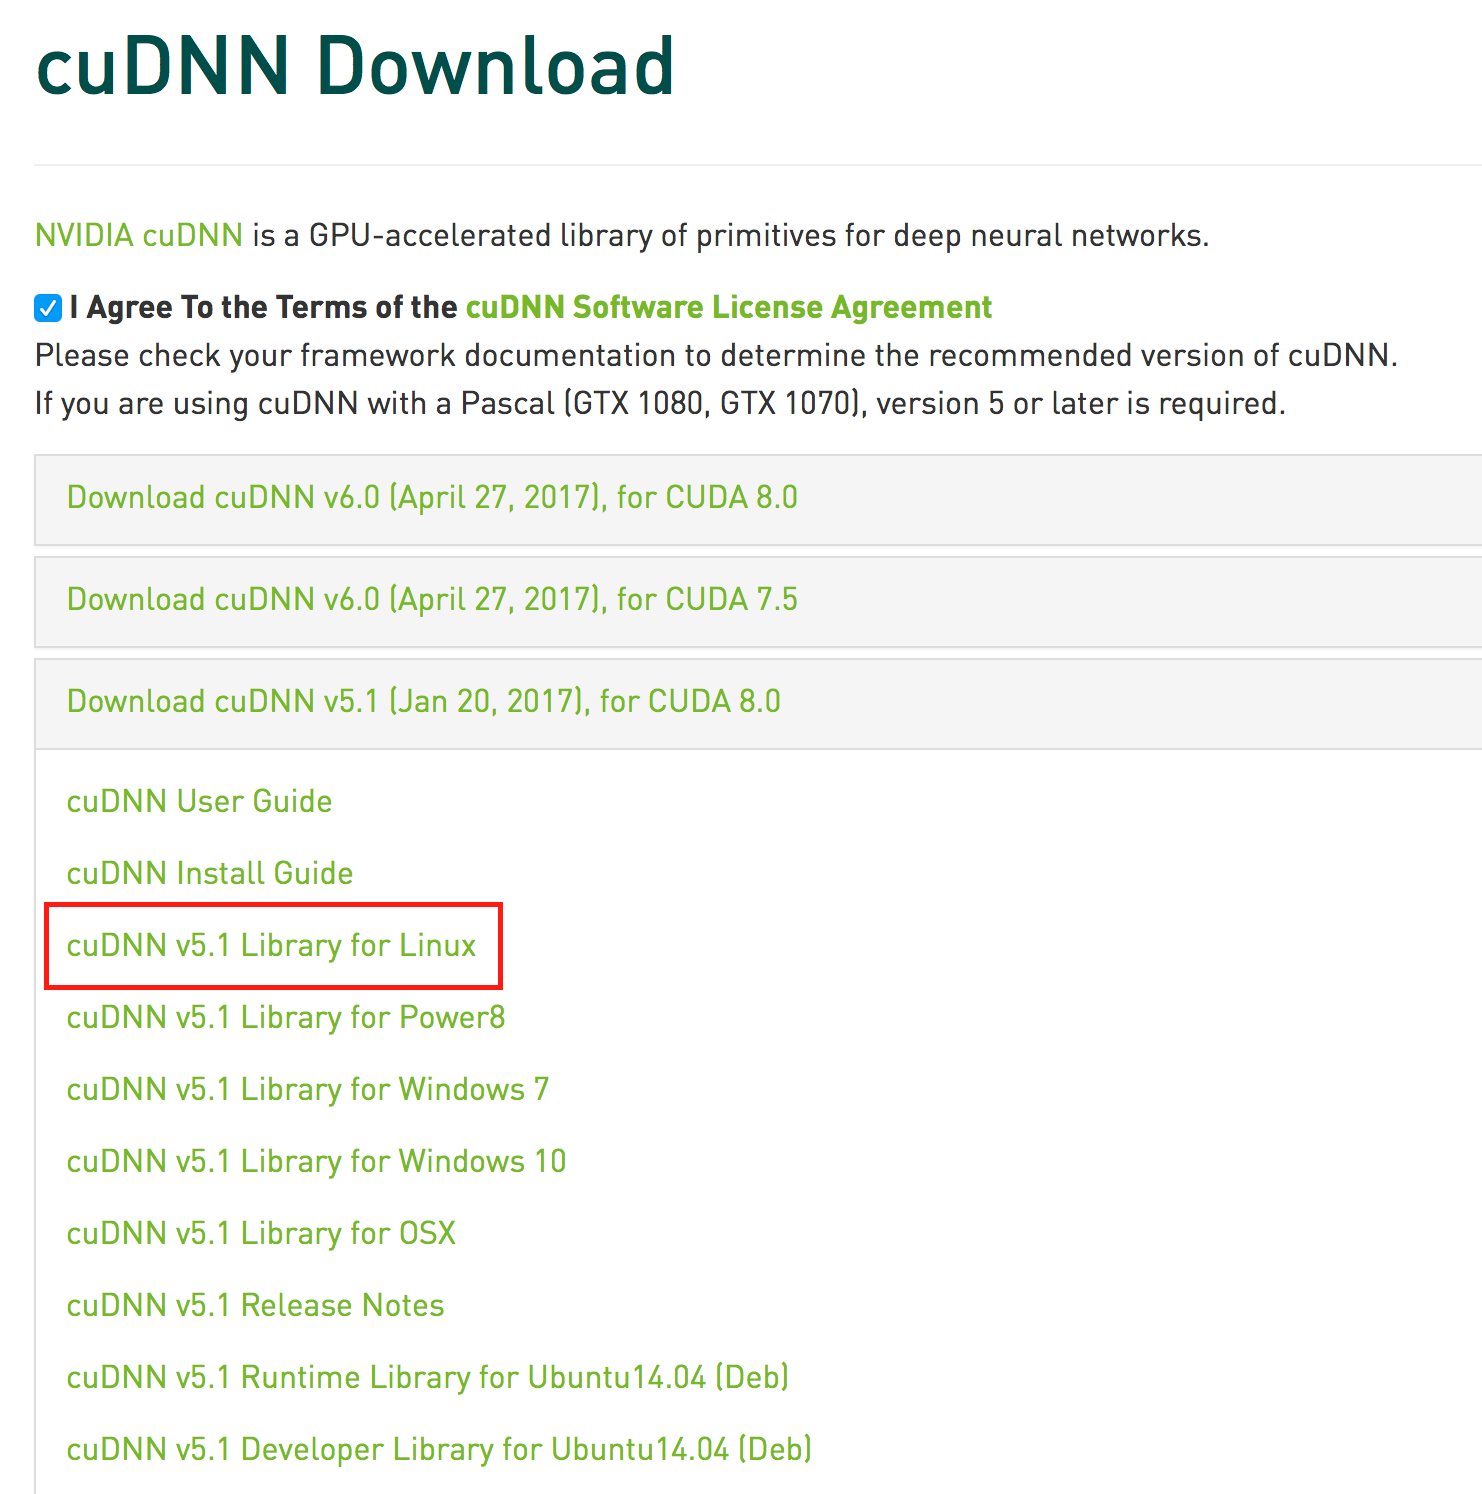 cuDNN Download
NVIDIA cuDNN is a GPU-accelerated library of primitives for deep neural networks.
I Agree To the Terms of the cuDNN Software License Agreement
Please check your framework documentation to determine the recommended version of cuDNN.
If you are using cuDNN with a Pascal (GTX 1080, GTX 1070), version 5 or later is required.
Download cuDNN v6.0 (April 27, 2017), for CUDA 8.0
Download cuDNN v6.0 (April 27, 2017), for CUDA 7.5
Download cuDNN v5.1 (Jan 20, 2017), for CUDA 8.0
cuDNN User Guide
cuDNN Install Guide
cuDNN v5.1 Library for Linux
cuDNN v5.1 Library for Power8
cuDNN v5.1 Library for Windows 7
cuDNN v5.1 Library for Windows 10
cuDNN v5.1 Library for OSX
cuDNN v5.1 Release Notes
cuDNN v5.1 Runtime Library for Ubuntu14.04 (Deb)
cuDNN v5.1 Developer Library for Ubuntu14.04 (Deb)